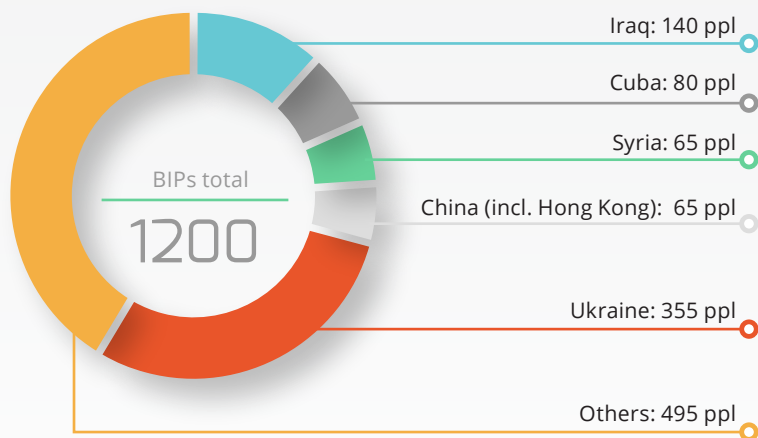 Iraq: 140 ppl
Cuba: 80 ppl
Syria: 65 ppl
China (incl. Hong Kong): 65 ppl
Ukraine: 355 ppl
Others: 495 ppl
BIPs total
1200